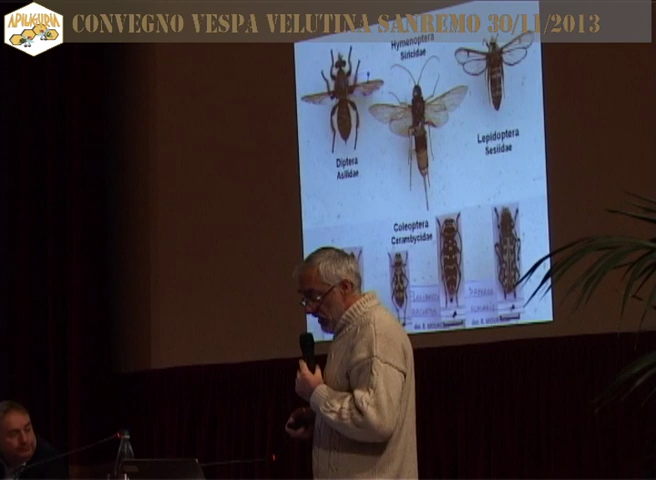 APILIGURIA
CONVEGNO VESPA VELUTINA SANREMO 30/11/2013
Hymenoptera
Siricidae
Lepidoptera
Sesiidae
Diptera
Asilidae
Coleoptera
Cerambycidae